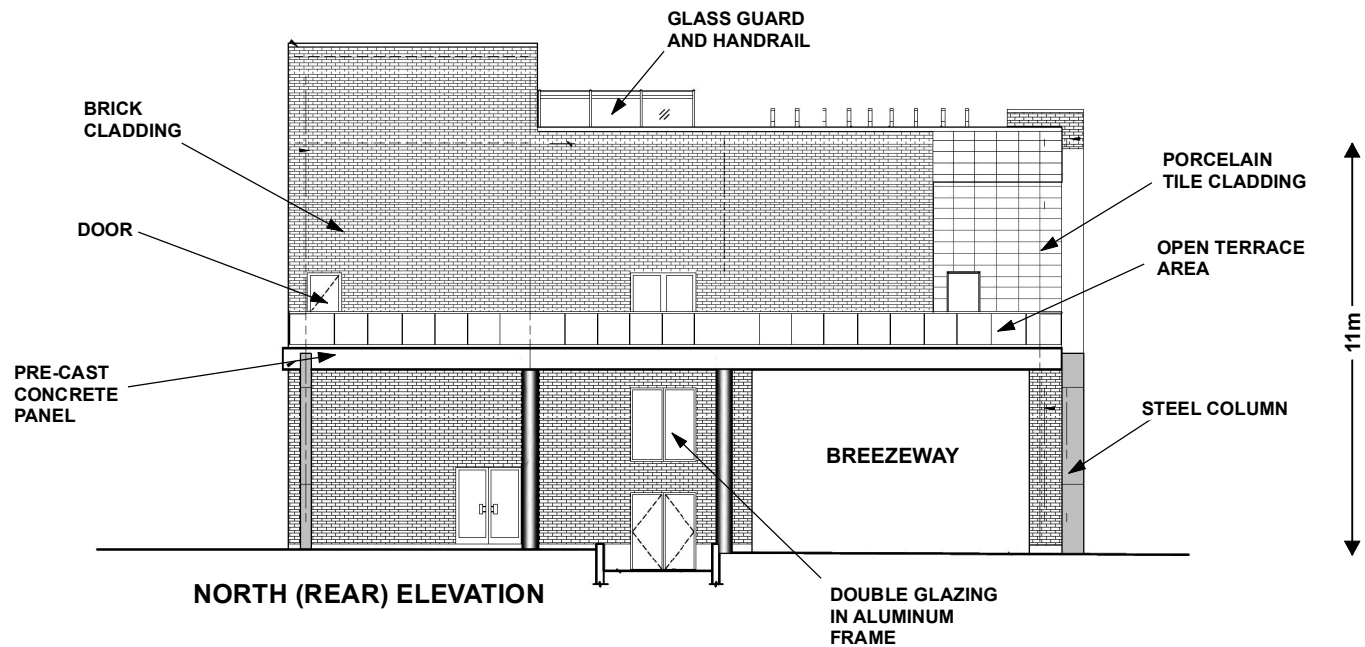 GLASS GUARD
AND HANDRAIL
BRICK
CLADDING
PORCELAIN
TILE CLADDING
DOOR
OPEN TERRACE
AREA
11m
PRE-CAST
CONCRETE
PANEL
STEEL COLUMN
BREEZEWAY
NORTH (REAR) ELEVATION
DOUBLE GLAZING
IN ALUMINUM
FRAME